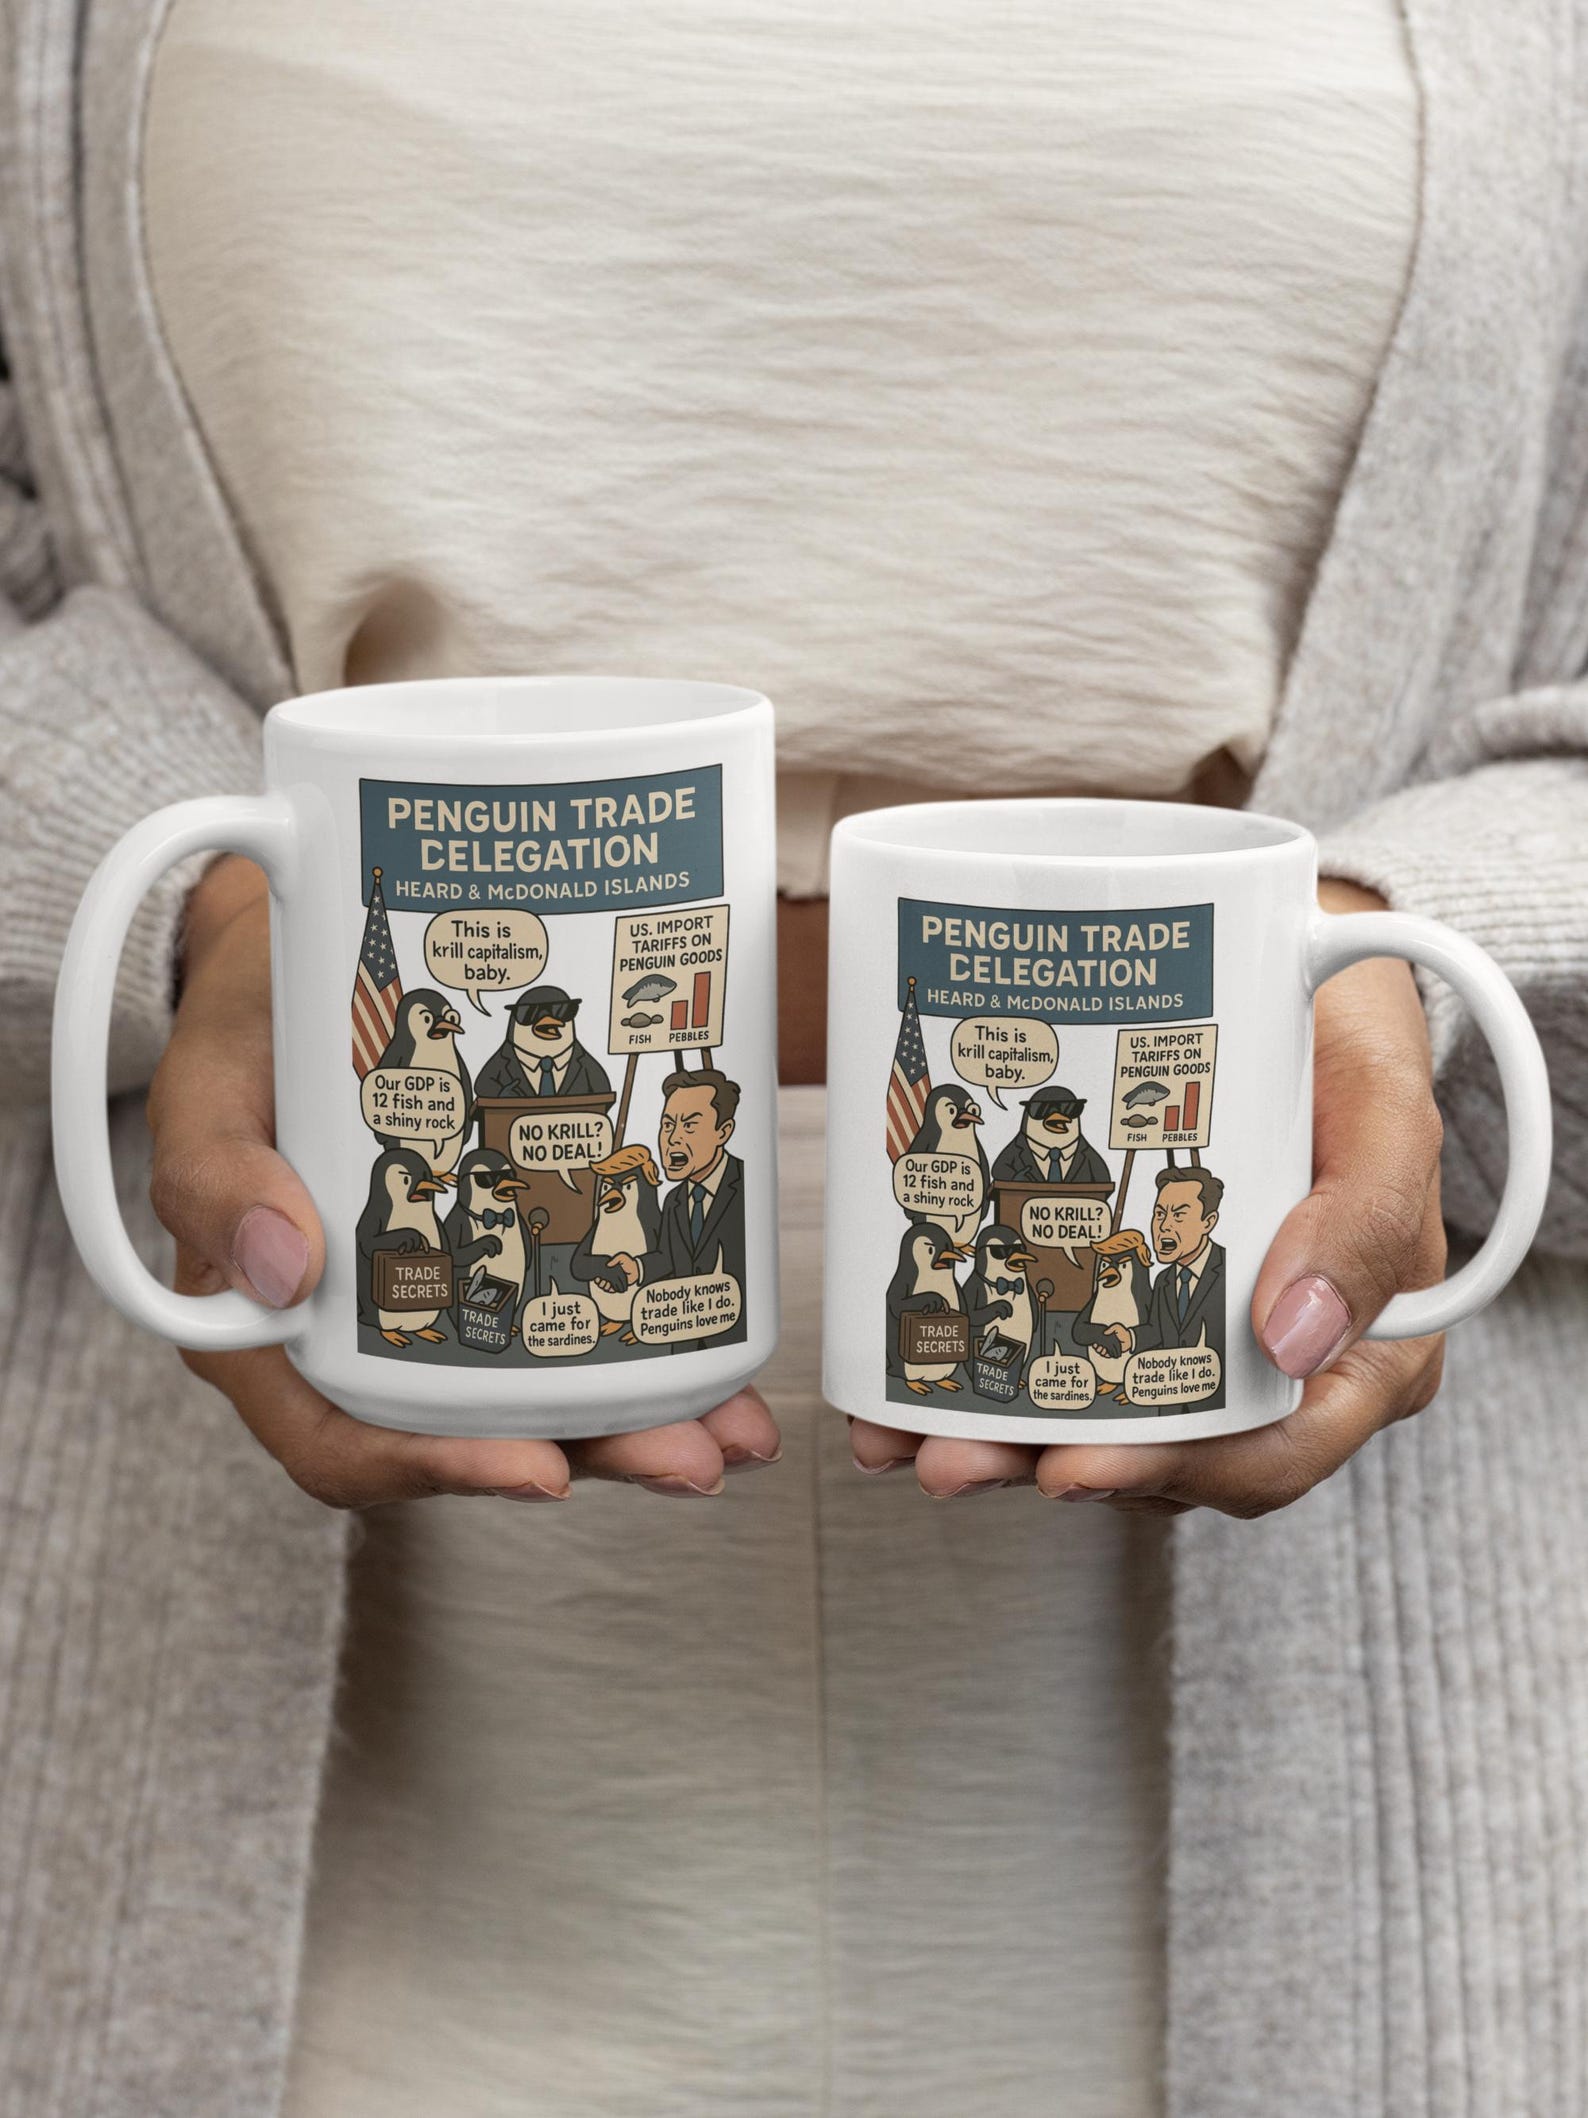 PENGUIN TRADE
DELEGATION
HEARD & McDONALD ISLANDS
This is
krill capitalism,
baby.
US. IMPORT
TARIFFS ON
PENGUIN GOODS
FISH PEBBLES
Our GDP is
12 fish and
a shiny rock
NO KRILL?
NO DEAL!
TRADE
SECRETS
TRADE
SECRETS
I just
came for
the sardines.
Nobody knows
trade like I do.
Penguins love me
PENGUIN TRADE
DELEGATION
HEARD & McDONALD ISLANDS
This is
krill capitalism,
baby.
US. IMPORT
TARIFFS ON
PENGUIN GOODS
FISH PEBBLES
Our GDP is
12 fish and
a shiny rock
NO KRILL?
NO DEAL!
TRADE
SECRETS
TRADE
SECRETS
I just
came for
the sardines.
Nobody knows
trade like I do.
Penguins love me